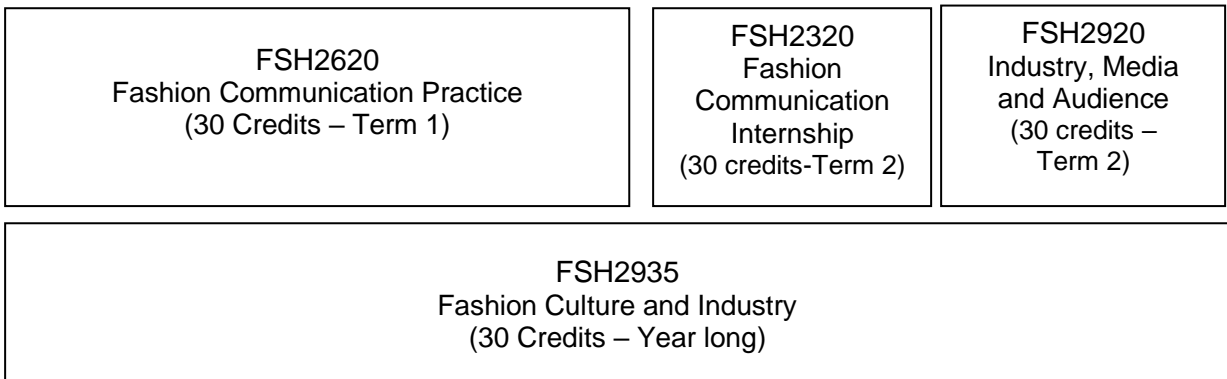 FSH2620
Fashion Communication Practice
(30 Credits – Term 1)
FSH2320
Fashion
Communication
Internship
(30 credits-Term 2)
FSH2920
Industry, Media
and Audience
(30 credits –
Term 2)
FSH2935
Fashion Culture and Industry
(30 Credits – Year long)